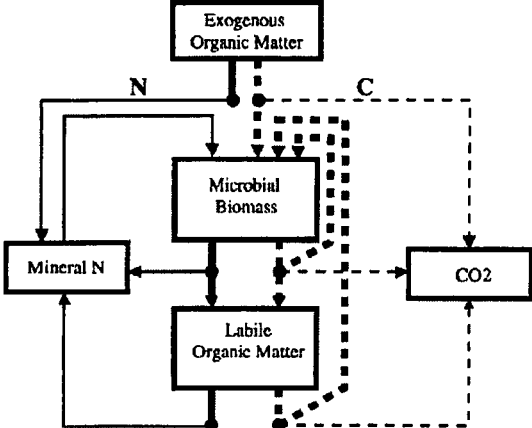 Exogenous
Organic Matter
N
C
Microbial
Biomass
Mineral N
CO2
Labile
Organic Matter